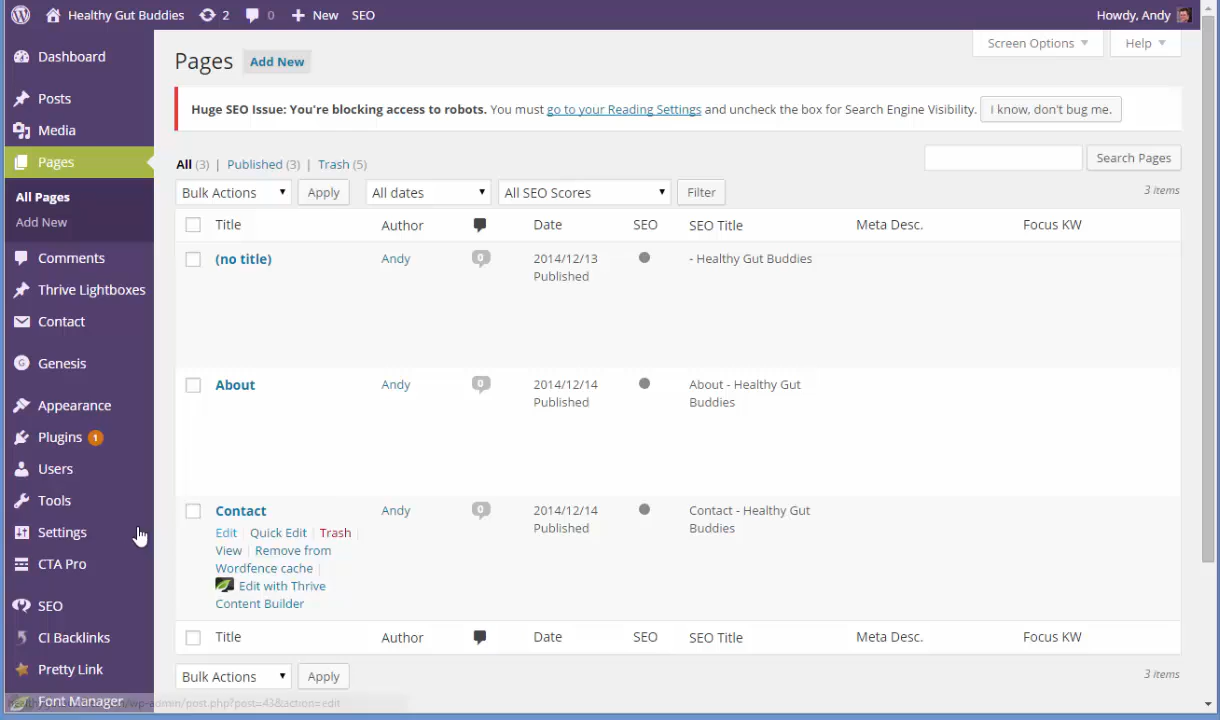 Healthy Gut Buddies 2 0 New SEO Howdy, Andy
Screen Options Help
Dashboard
Posts
Media
Pages
All Pages
Add New
Comments
Thrive Lightboxes
Contact
Genesis
Appearance
Plugins 1
Users
Tools
Settings
CTA Pro
SEO
CI Backlinks
Pretty Link
Font Manager
Pages Add New
Huge SEO Issue: You're blocking access to robots. You must go to your Reading Settings and uncheck the box for Search Engine Visibility. I know, don't bug me.
All (3) | Published (3) | Trash (5)
Search Pages
Bulk Actions Apply All dates All SEO Scores Filter
3 items
Title Author Date SEO SEO Title Meta Desc. Focus KW
(no title) Andy 0 2014/12/13 - Healthy Gut Buddies
Published
About Andy 0 2014/12/14 About - Healthy Gut
Published Buddies
Contact Andy 0 2014/12/14 Contact - Healthy Gut
Published Buddies
Edit | Quick Edit | Trash |
View | Remove from
Wordfence cache |
Edit with Thrive
Content Builder
Title Author Date SEO SEO Title Meta Desc. Focus KW
Bulk Actions Apply
3 items
/wp-admin/post.php?post=43&action=edit